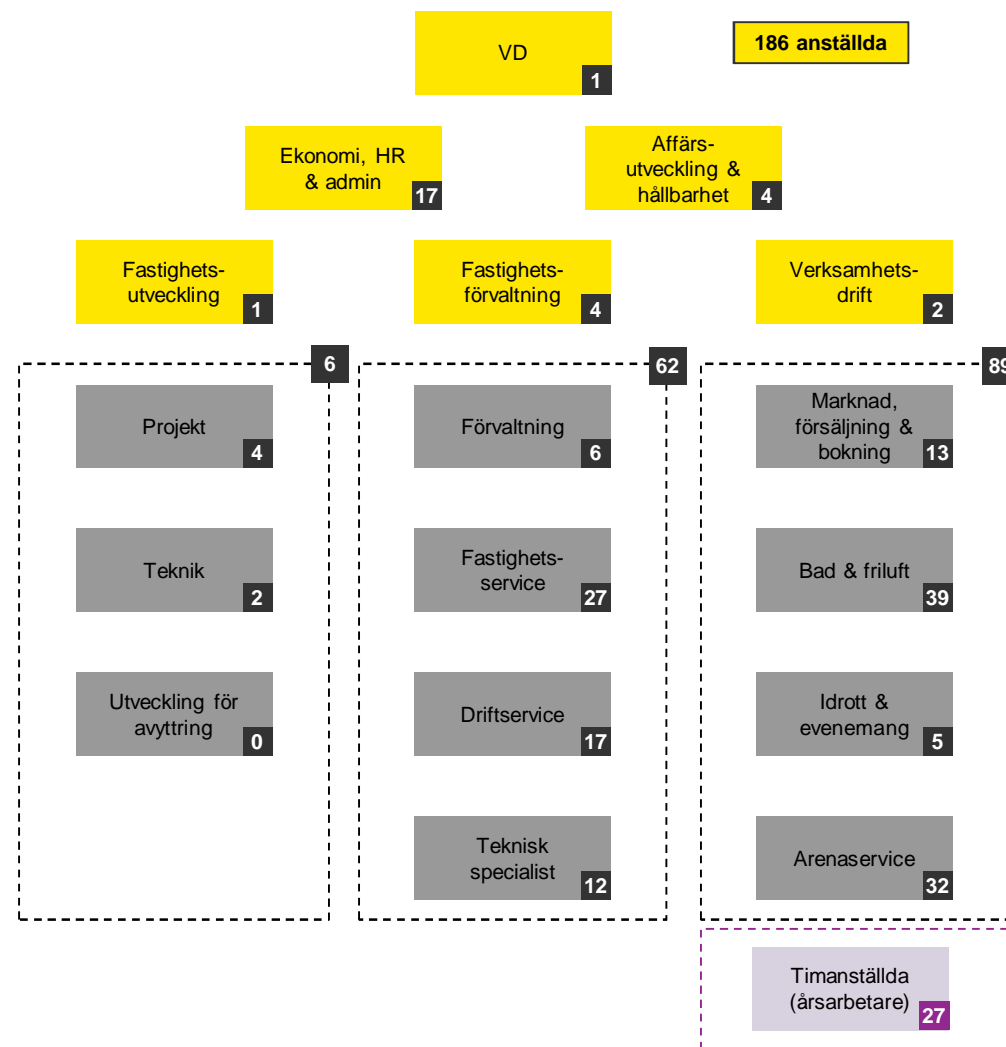 VD
1
186 anställda
Ekonomi, HR
& admin
17
Affärs-
utveckling &
hållbarhet
4
Fastighets-
utveckling
1
Fastighets-
förvaltning
4
Verksamhets-
drift
2
6
62
89
Projekt
4
Förvaltning
6
Marknad,
försäljning &
bokning
13
Teknik
2
Fastighets-
service
27
Bad & friluft
39
Utveckling för
avyttring
0
Driftservice
17
Idrott &
evenemang
5
Teknisk
specialist
12
Arenaservice
32
Timanställda
(årsarbetare)
27